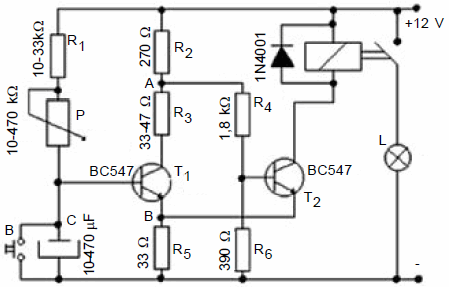 +12 V
10-33kΩ
R1
270 Ω
R2
1N4001
A
10-470 kΩ
P
33-47 Ω
R3
1,8 kΩ
R4
L
BC547
T1
BC547
T2
B
B
C
10-470 µF
33 Ω
R5
390 Ω
R6
-